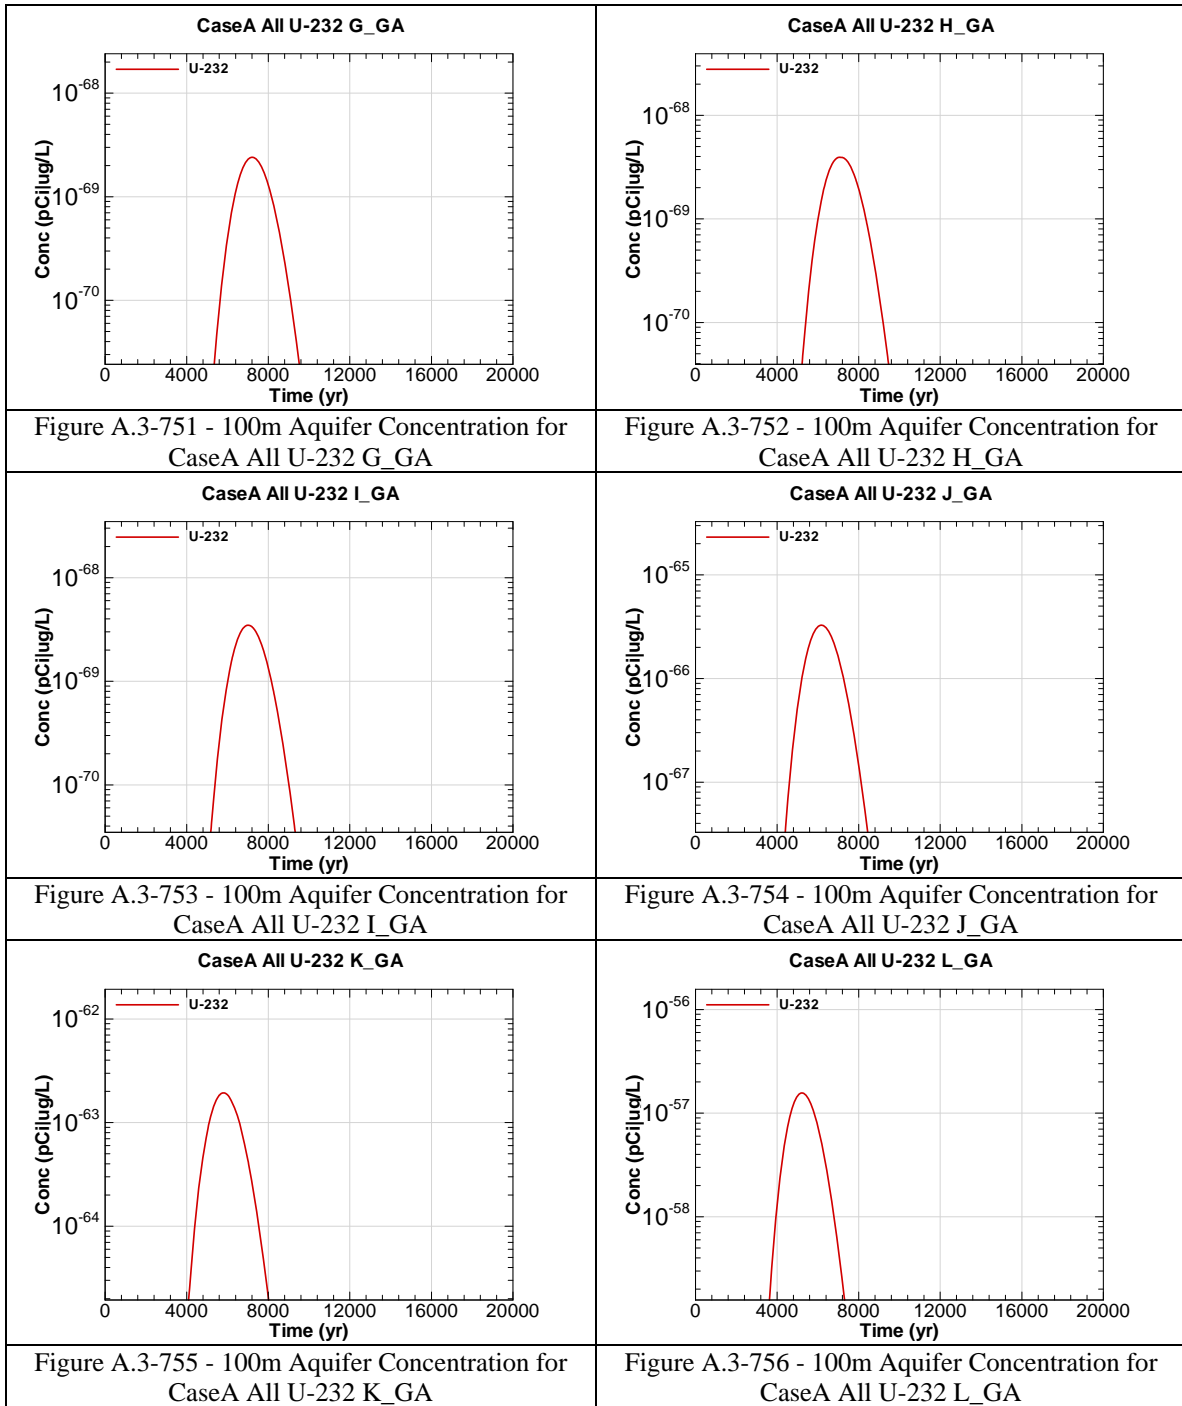 CaseA All U-232 G_GA
U-232
10^-68
10^-69
10^-70
Conc (pCi|ug/L)
0 4000 8000 12000 16000 20000
Time (yr)
Figure A.3-751 - 100m Aquifer Concentration for
CaseA All U-232 G_GA
CaseA All U-232 H_GA
U-232
10^-68
10^-69
10^-70
Conc (pCi|ug/L)
0 4000 8000 12000 16000 20000
Time (yr)
Figure A.3-752 - 100m Aquifer Concentration for
CaseA All U-232 H_GA
CaseA All U-232 I_GA
U-232
10^-68
10^-69
10^-70
Conc (pCi|ug/L)
0 4000 8000 12000 16000 20000
Time (yr)
Figure A.3-753 - 100m Aquifer Concentration for
CaseA All U-232 I_GA
CaseA All U-232 J_GA
U-232
10^-65
10^-66
10^-67
Conc (pCi|ug/L)
0 4000 8000 12000 16000 20000
Time (yr)
Figure A.3-754 - 100m Aquifer Concentration for
CaseA All U-232 J_GA
CaseA All U-232 K_GA
U-232
10^-62
10^-63
10^-64
Conc (pCi|ug/L)
0 4000 8000 12000 16000 20000
Time (yr)
Figure A.3-755 - 100m Aquifer Concentration for
CaseA All U-232 K_GA
CaseA All U-232 L_GA
U-232
10^-56
10^-57
10^-58
Conc (pCi|ug/L)
0 4000 8000 12000 16000 20000
Time (yr)
Figure A.3-756 - 100m Aquifer Concentration for
CaseA All U-232 L_GA